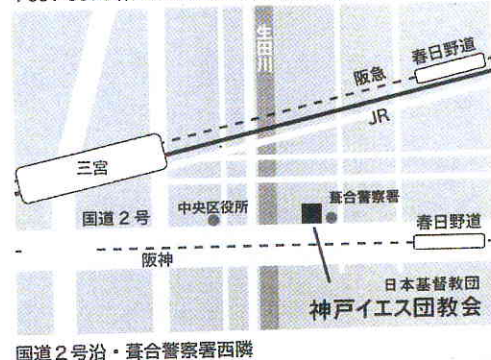 生田川
春日野道
阪急
JR
三宮
葺合警察署
中央区役所
国道2号
春日野道
阪神
日本基督教団
神戸イエス団教会
国道2号沿・葺合警察署西隣